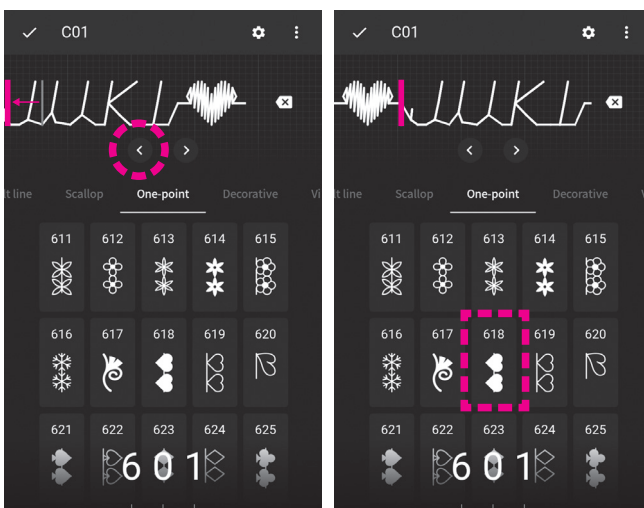 C01
lt line Scallop One-point Decorative Vi
611 612 613 614 615
616 617 618 619 620
621 622 623 624 625
601
C01
lt line Scallop One-point Decorative V
611 612 613 614 615
616 617 618 619 620
621 622 623 624 625
601